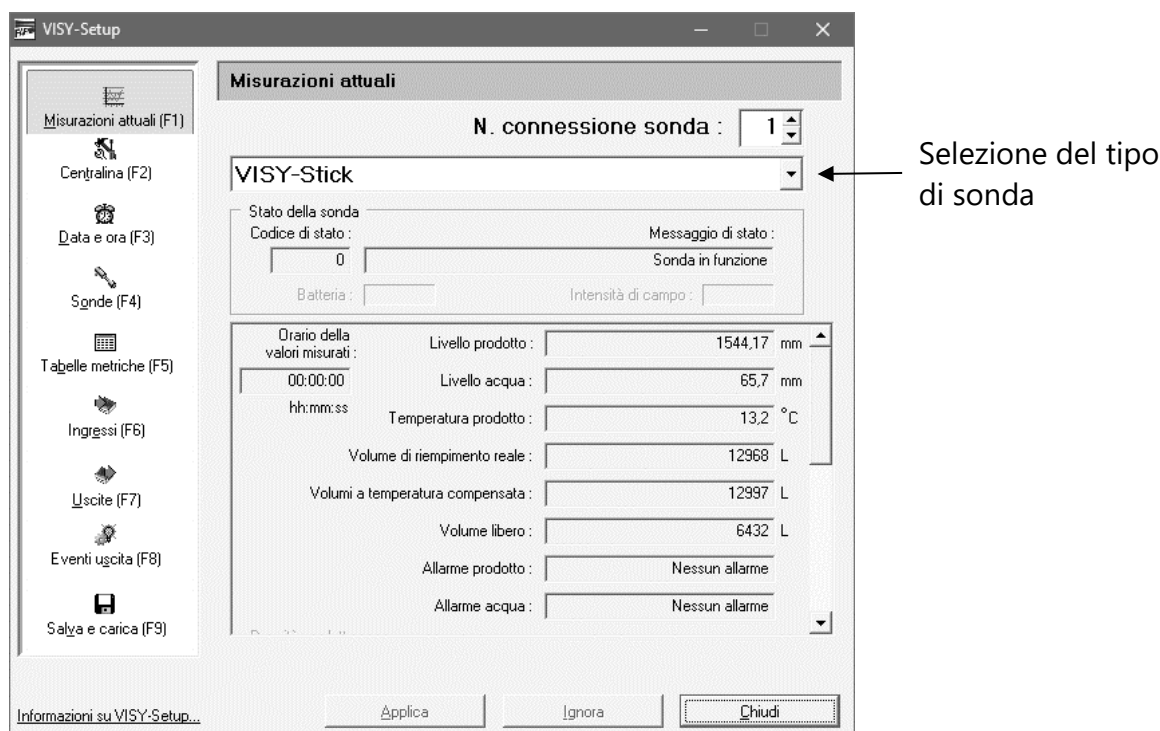 VISY-Setup
Misurazioni attuali (F1)
Centralina (F2)
Data e ora (F3)
Sonde (F4)
Tabelle metriche (F5)
Ingressi (F6)
Uscite (F7)
Eventi uscita (F8)
Salva e carica (F9)
Informazioni su VISY-Setup...
Misurazioni attuali
N. connessione sonda : 1
VISY-Stick
Selezione del tipo
di sonda
Stato della sonda
Codice di stato : Messaggio di stato :
0 Sonda in funzione
Batteria : Intensità di campo :
Orario della
valori misurati :
00:00:00
hh:mm:ss
Livello prodotto : 1544,17 mm
Livello acqua : 65,7 mm
Temperatura prodotto : 13,2 °C
Volume di riempimento reale : 12968 L
Volumi a temperatura compensata : 12997 L
Volume libero : 6432 L
Allarme prodotto : Nessun allarme
Allarme acqua : Nessun allarme
Applica Ignora Chiudi